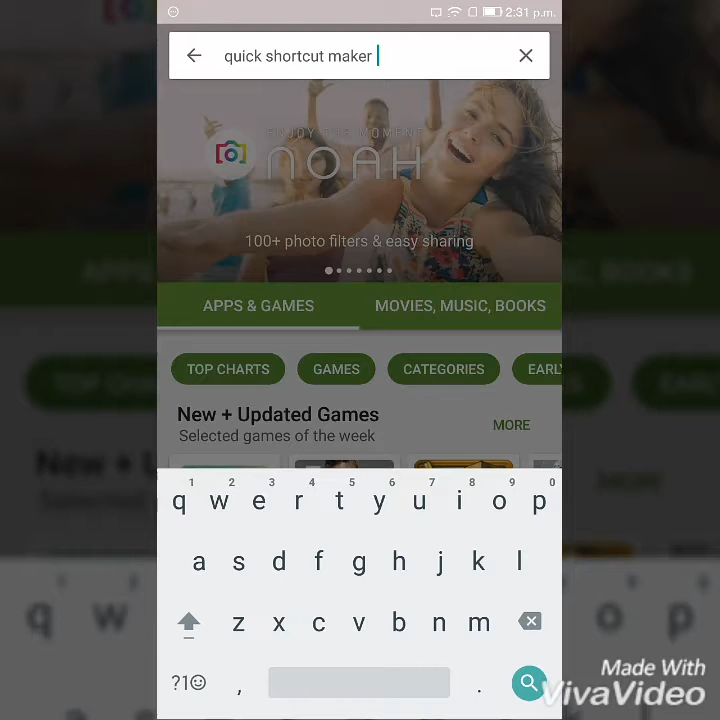 2:31 p.m.
quick shortcut maker
ENJOY THE MOMENT
NOAH
100+ photo filters & easy sharing
APPS & GAMES
MOVIES, MUSIC, BOOKS
TOP CHARTS
GAMES
CATEGORIES
EARL
New + Updated Games
MORE
Selected games of the week
1 2 3 4 5 6 7 8 9 0
q w e r t y u i o p
a s d f g h j k l
z x c v b n m
?1☺ , .
Made With
VivaVideo